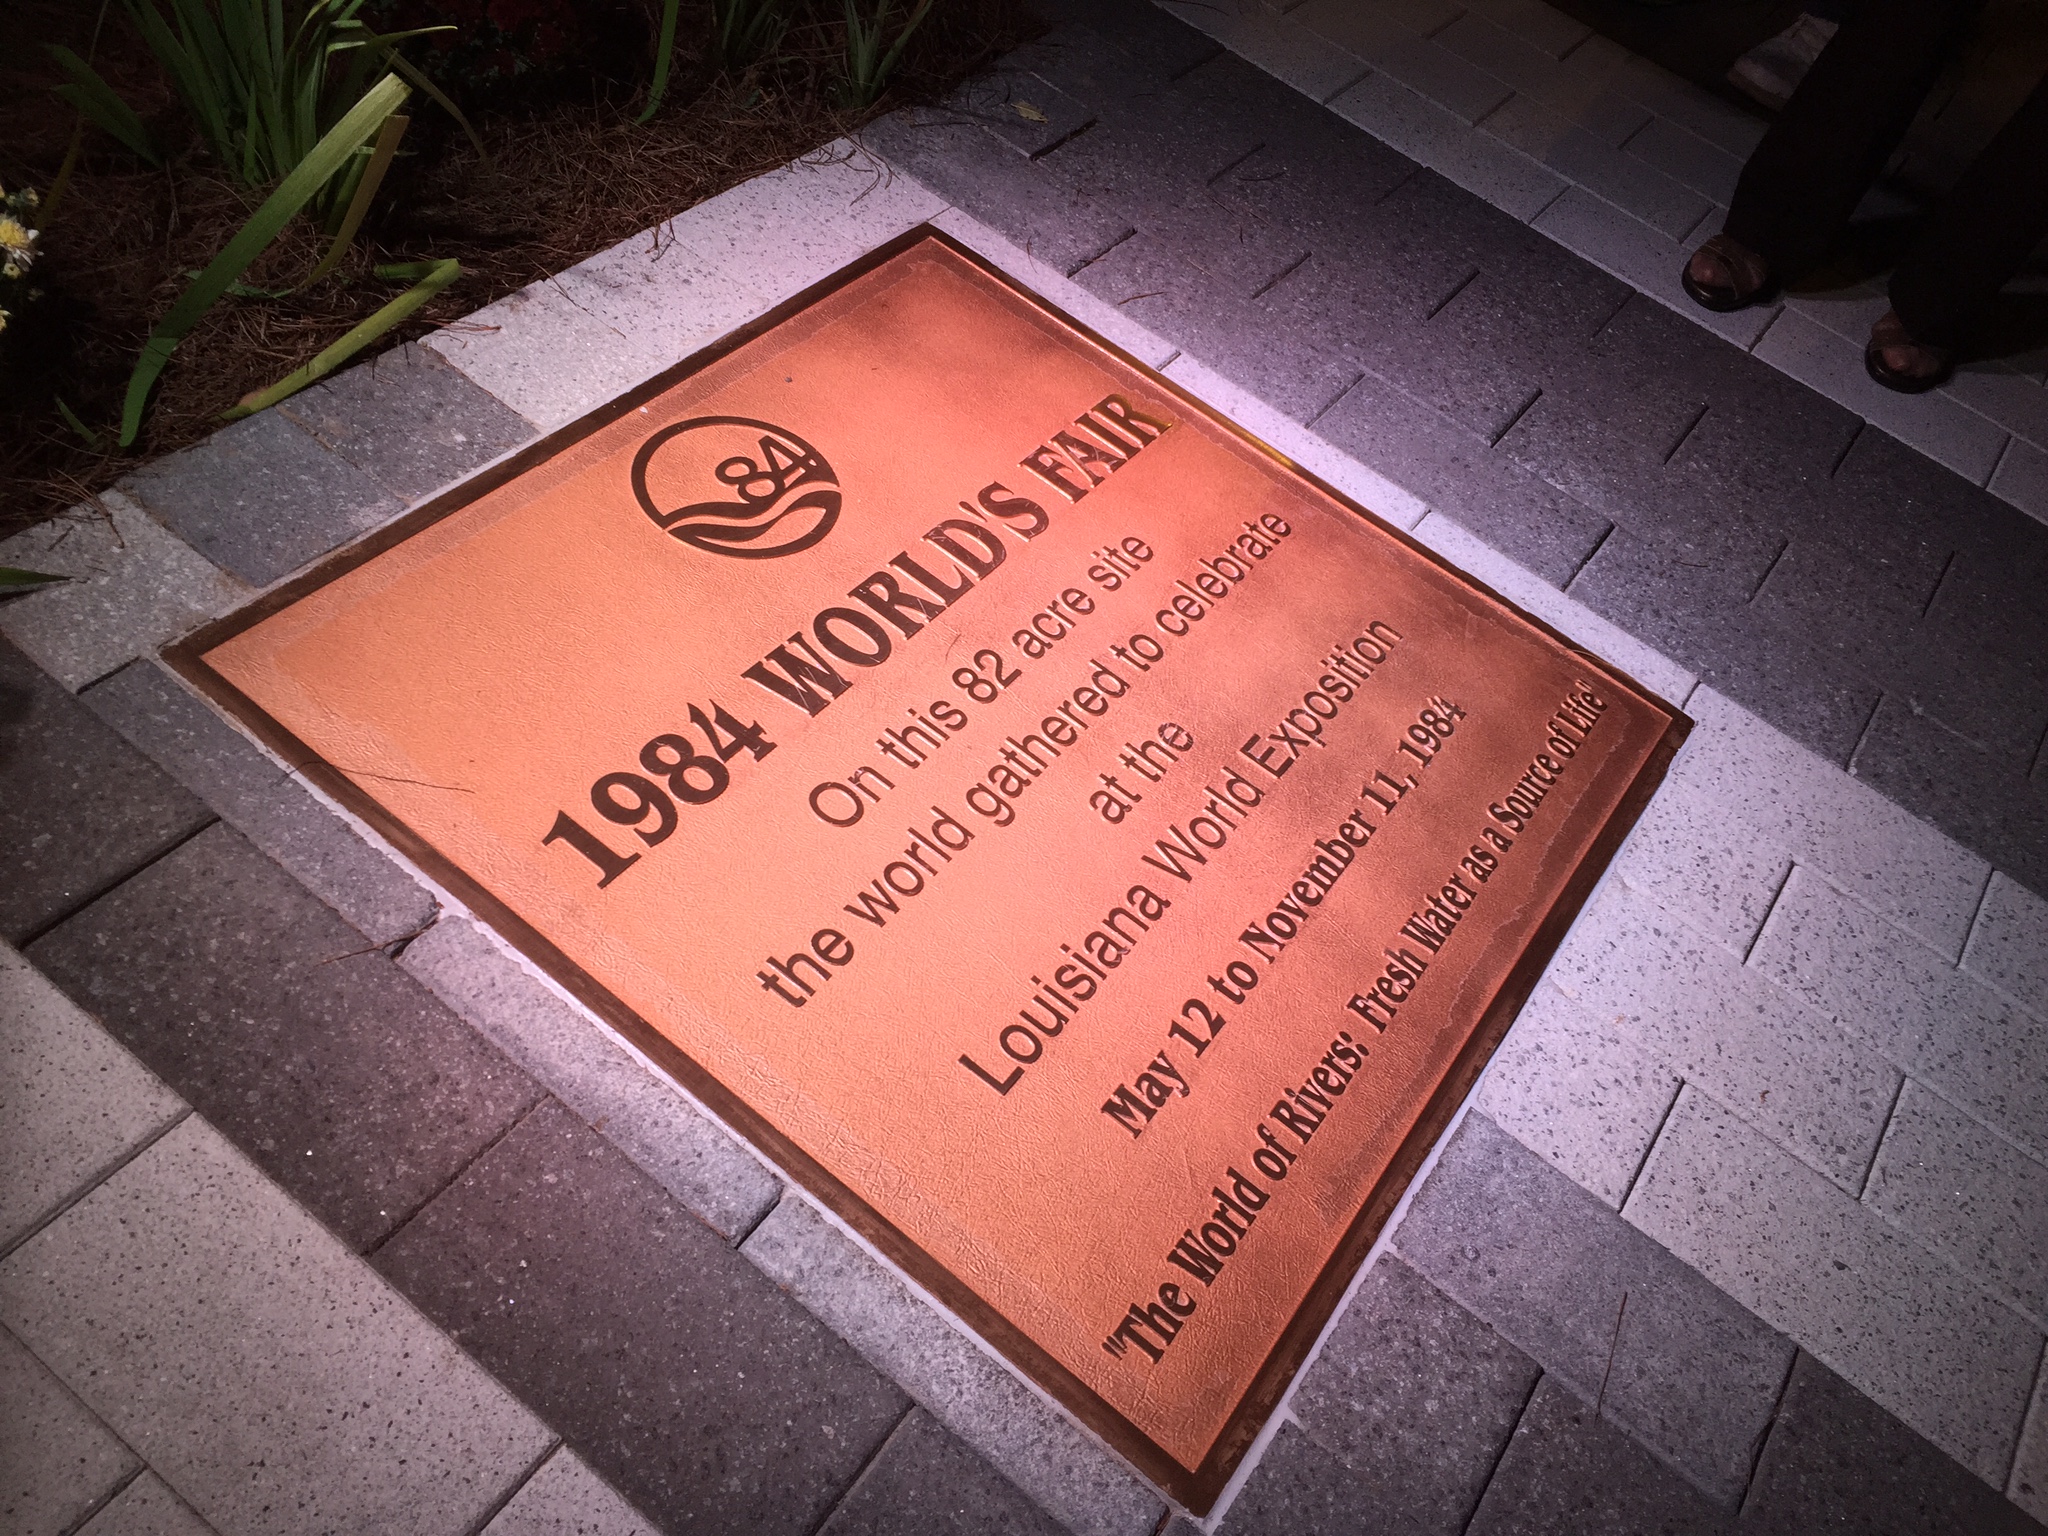 84
1984 WORLD'S FAIR
On this 82 acre site
the world gathered to celebrate
at the
Louisiana World Exposition
May 12 to November 11, 1984
"The World of Rivers: Fresh Water as a Source of Life"